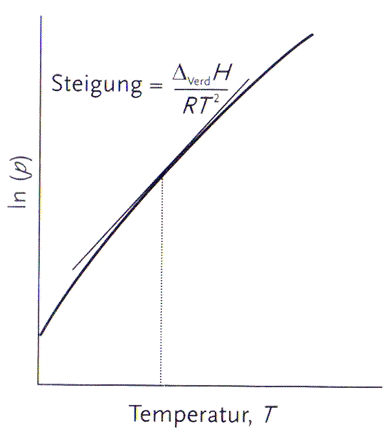 Steigung = Δ_Verd H / RT²
ln (p)
Temperatur, T